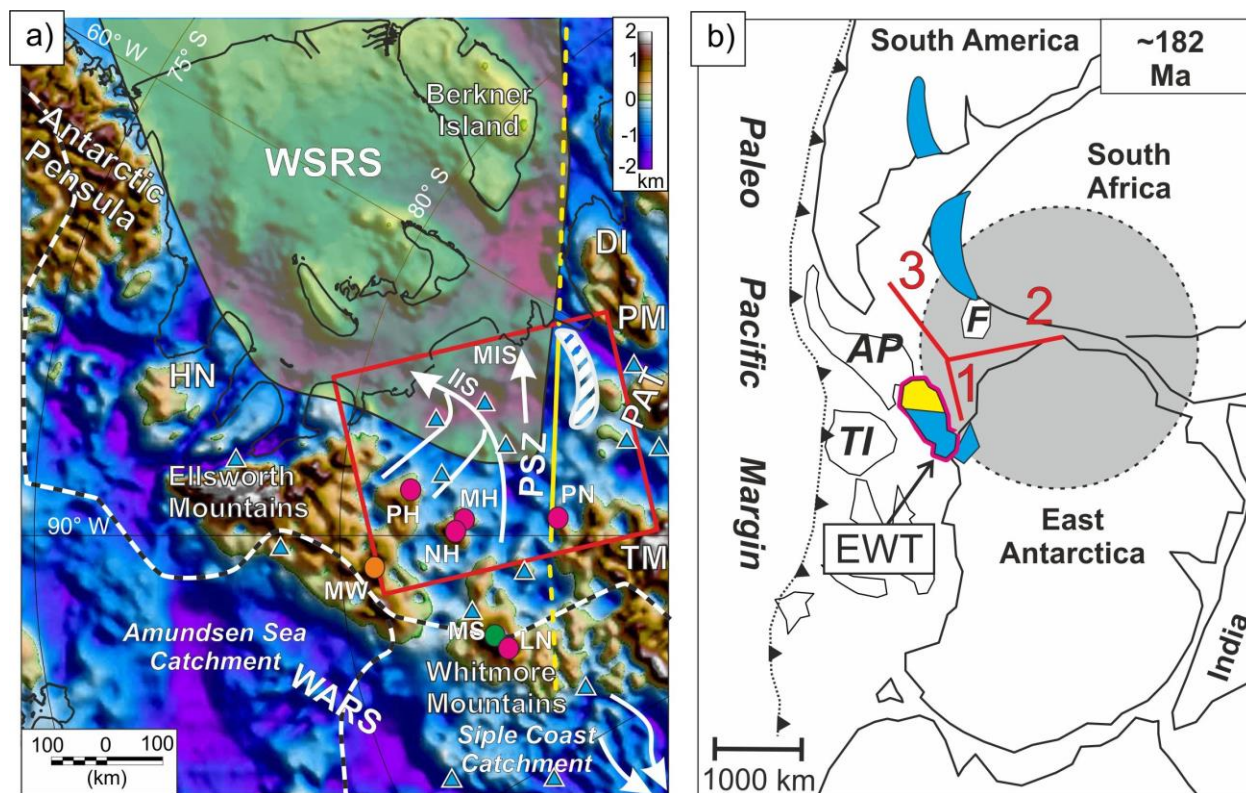 a)
60° W
75° S
2
1
0
-1
-2
km
Berkner
Island
Antarctic
Pensula
WSRS
80° S
DI
PM
HN
MIS
IIS
PAT
Ellsworth
Mountains
PSZ
PH
MH
PN
NH
90° W
TM
MW
MS
LN
Amundsen Sea
Catchment
Whitmore
Mountains
WARS
Siple Coast
Catchment
100 0 100
(km)
b)
South America
~182
Ma
Paleo
Pacific
Margin
South
Africa
3
2
F
AP
1
TI
EWT
East
Antarctica
India
1000 km